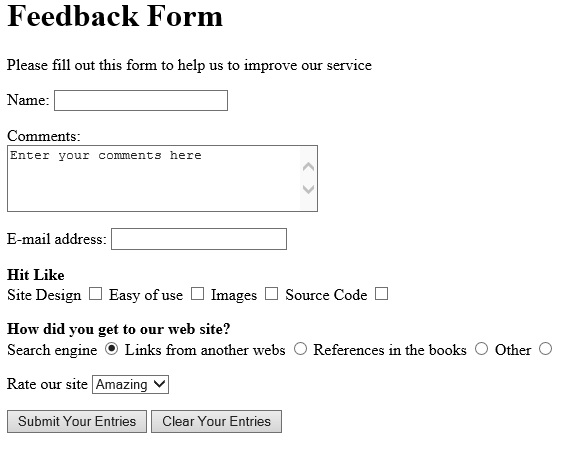 Feedback Form
Please fill out this form to help us to improve our service
Name:
Comments:
Enter your comments here
E-mail address:
Hit Like
Site Design Easy of use Images Source Code
How did you get to our web site?
Search engine Links from another webs References in the books Other
Rate our site Amazing
Submit Your Entries Clear Your Entries